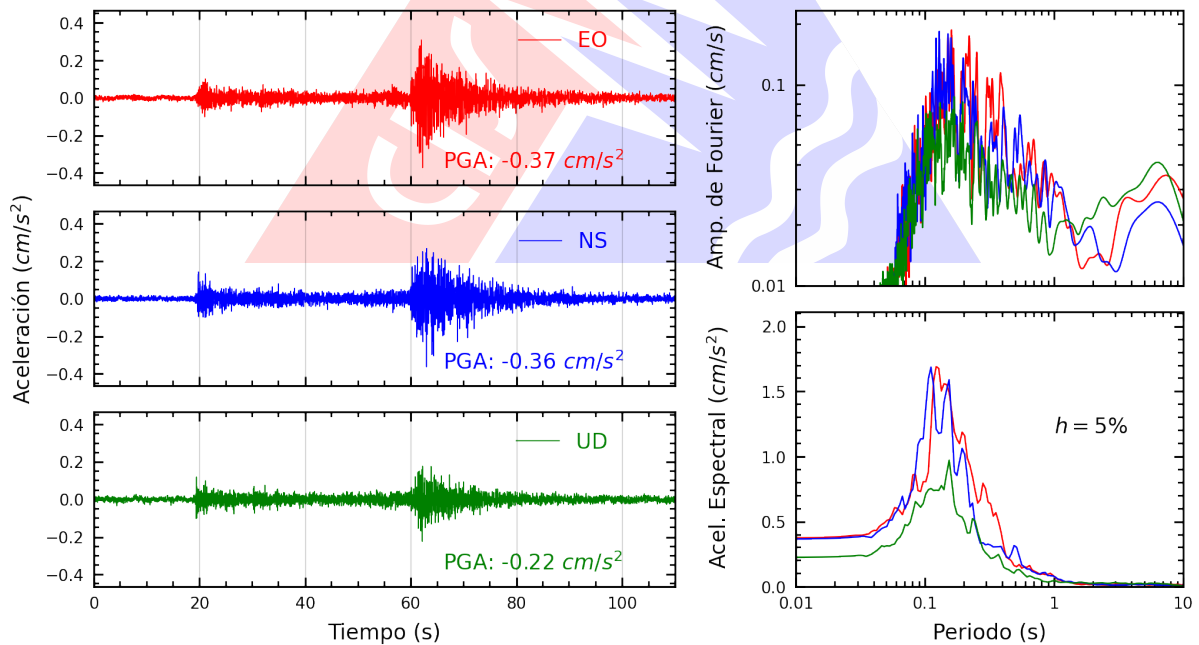 0.4
0.2
0.0
−0.2
−0.4
EO
PGA: -0.37 cm/s²
0.4
0.2
0.0
−0.2
−0.4
NS
PGA: -0.36 cm/s²
0.4
0.2
0.0
−0.2
−0.4
UD
PGA: -0.22 cm/s²
0 20 40 60 80 100
Tiempo (s)
Aceleración (cm/s²)
0.1
0.01
Amp. de Fourier (cm/s)
2.0
1.5
1.0
0.5
0.0
h = 5%
Acel. Espectral (cm/s²)
0.01 0.1 1 10
Periodo (s)